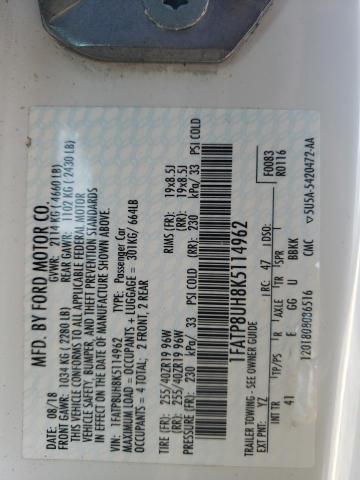 MFD. BY FORD MOTOR CO.
08/18 GVWR: 2114 KG ( 4660 LB)
FRONT GAWR: 1034 KG ( 2280 LB) REAR GAWR: 1102 KG ( 2430 LB)
THIS VEHICLE CONFORMS TO ALL APPLICABLE FEDERAL MOTOR
VEHICLE SAFETY, BUMPER, AND THEFT PREVENTION STANDARDS
IN EFFECT ON THE DATE OF MANUFACTURE SHOWN ABOVE.
VIN: 1FATP8UH8K5114962 TYPE: Passenger Car
MAXIMUM LOAD = OCCUPANTS + LUGGAGE = 301KG/ 664LB
OCCUPANTS = 4 TOTAL: 2 FRONT, 2 REAR
FR TIRE: 255/40ZR19 96W RIMS (FR): 19x8.5J
RR TIRE: 255/40ZR19 96W (RR): 19x8.5J
PRESSURE (FR): 230 kPa/ 33 PSI COLD (RR): 230 kPa/ 33 PSI COLD
1FATP8UH8K5114962
TRAILER TOWING - SEE OWNER GUIDE F0083
EXT PNT: YZ RC: 47 DSO: R0116
INT TR TP/PS R A TR SPR
41 E GG U BBKK
1201808086516 CMC ▽5U5A-5420472-AA